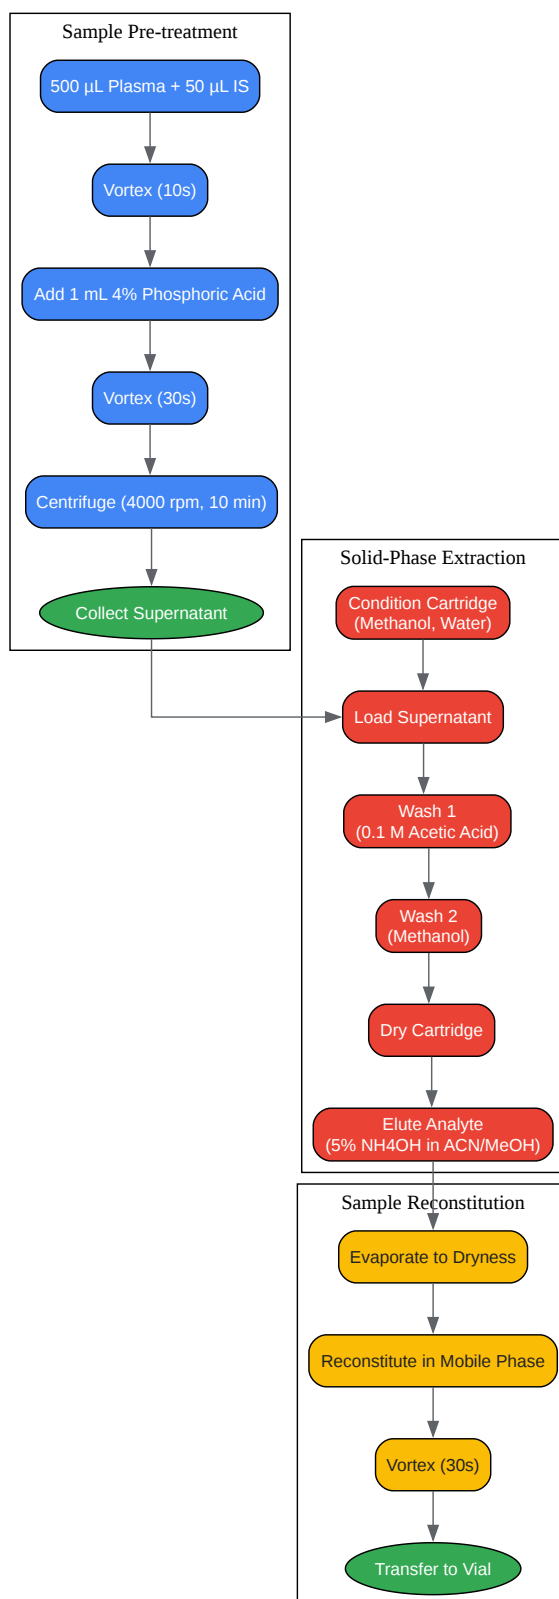 Sample Pre-treatment
500 µL Plasma + 50 µL IS
Vortex (10s)
Add 1 mL 4% Phosphoric Acid
Vortex (30s)
Centrifuge (4000 rpm, 10 min)
Collect Supernatant
Solid-Phase Extraction
Condition Cartridge
(Methanol, Water)
Load Supernatant
Wash 1
(0.1 M Acetic Acid)
Wash 2
(Methanol)
Dry Cartridge
Elute Analyte
(5% NH4OH in ACN/MeOH)
Sample Reconstitution
Evaporate to Dryness
Reconstitute in Mobile Phase
Vortex (30s)
Transfer to Vial